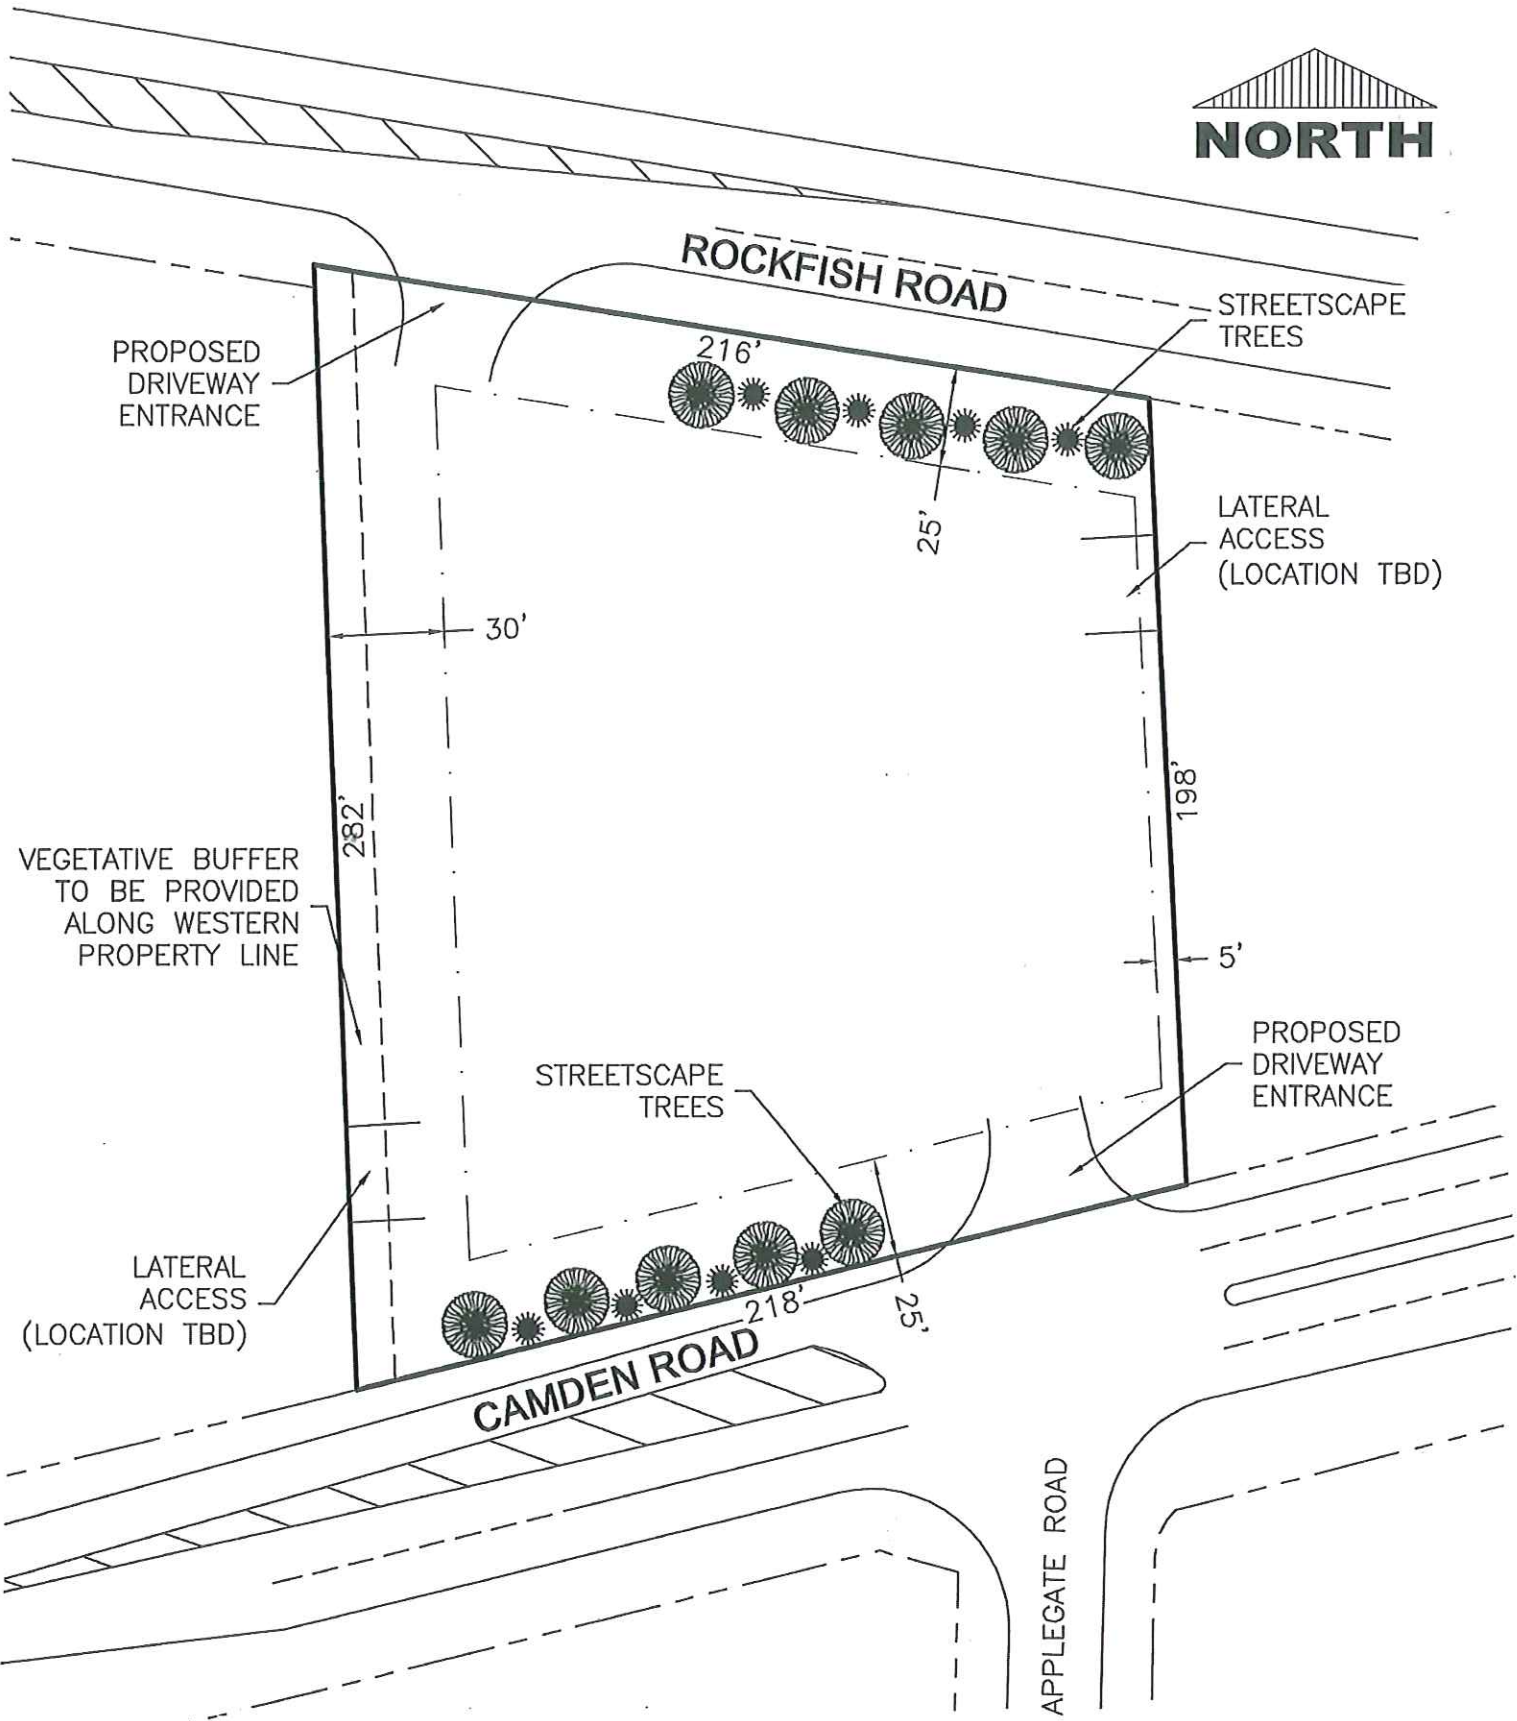 NORTH
ROCKFISH ROAD
STREETSCAPE
TREES
PROPOSED
DRIVEWAY
ENTRANCE
216'
25'
LATERAL
ACCESS
(LOCATION TBD)
30'
282'
198'
VEGETATIVE BUFFER
TO BE PROVIDED
ALONG WESTERN
PROPERTY LINE
5'
STREETSCAPE
TREES
PROPOSED
DRIVEWAY
ENTRANCE
LATERAL
ACCESS
(LOCATION TBD)
218'
25'
CAMDEN ROAD
APPLEGATE ROAD